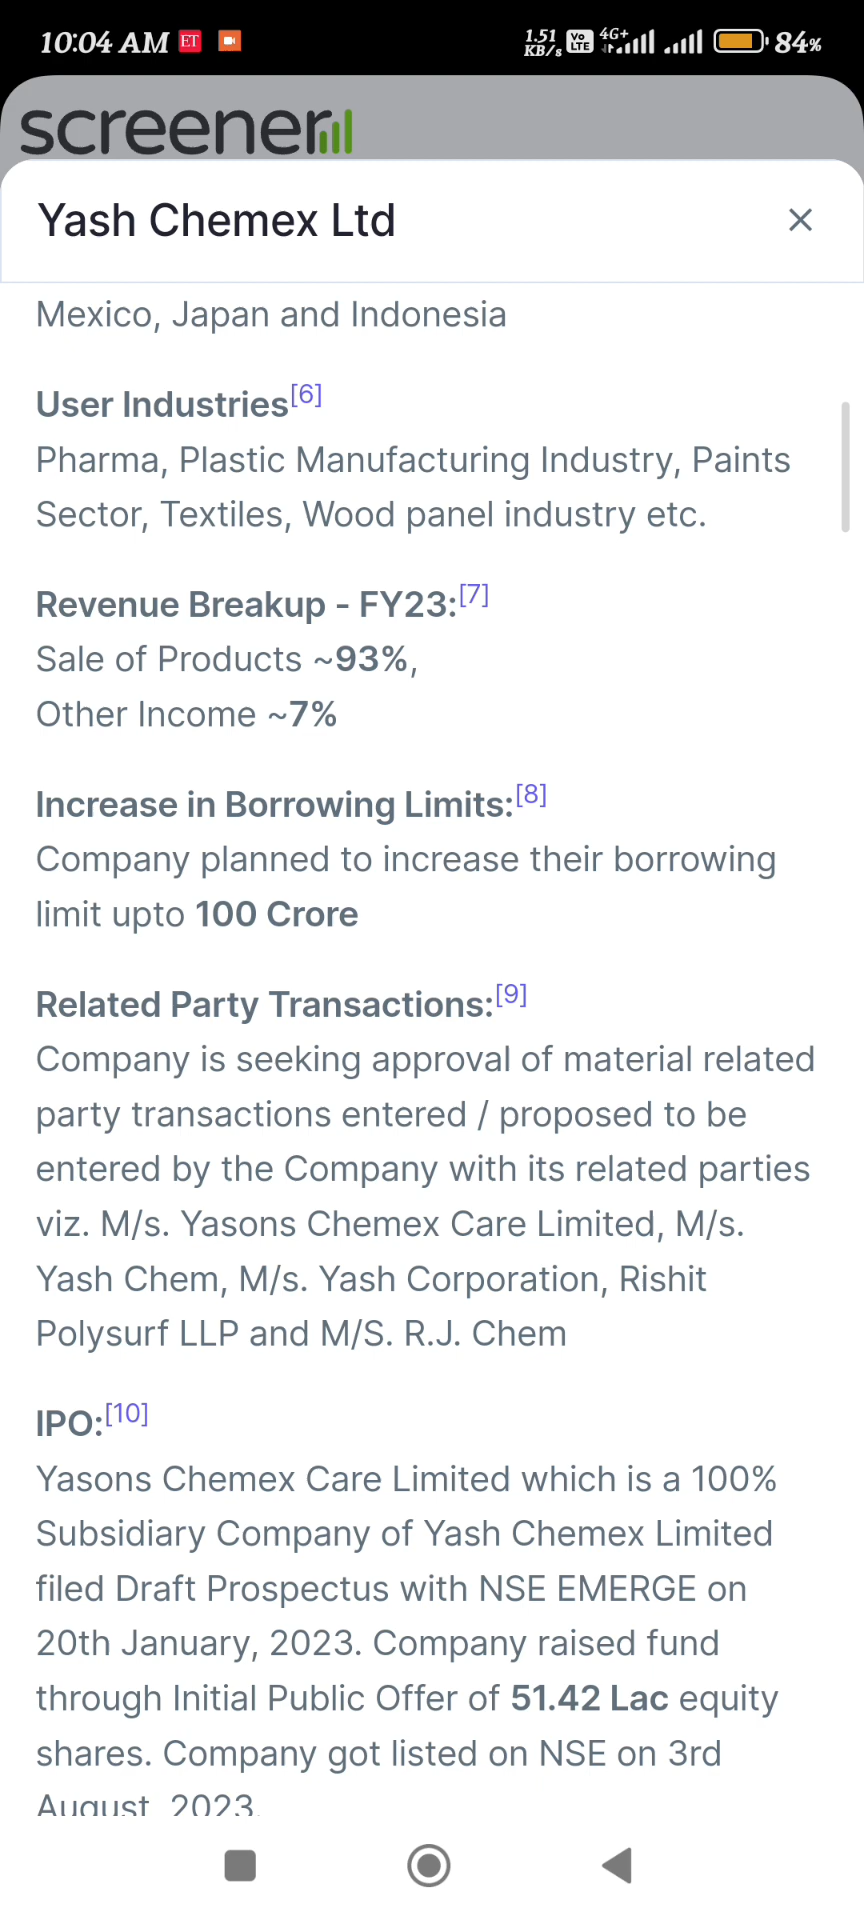 10:04 AM ET 1.51 KB/s Vo LTE 4G+ 84%
screener
Yash Chemex Ltd
Mexico, Japan and Indonesia
User Industries[6]
Pharma, Plastic Manufacturing Industry, Paints
Sector, Textiles, Wood panel industry etc.
Revenue Breakup - FY23:[7]
Sale of Products ~93%,
Other Income ~7%
Increase in Borrowing Limits:[8]
Company planned to increase their borrowing
limit upto 100 Crore
Related Party Transactions:[9]
Company is seeking approval of material related
party transactions entered / proposed to be
entered by the Company with its related parties
viz. M/s. Yasons Chemex Care Limited, M/s.
Yash Chem, M/s. Yash Corporation, Rishit
Polysurf LLP and M/S. R.J. Chem
IPO:[10]
Yasons Chemex Care Limited which is a 100%
Subsidiary Company of Yash Chemex Limited
filed Draft Prospectus with NSE EMERGE on
20th January, 2023. Company raised fund
through Initial Public Offer of 51.42 Lac equity
shares. Company got listed on NSE on 3rd
August, 2023.